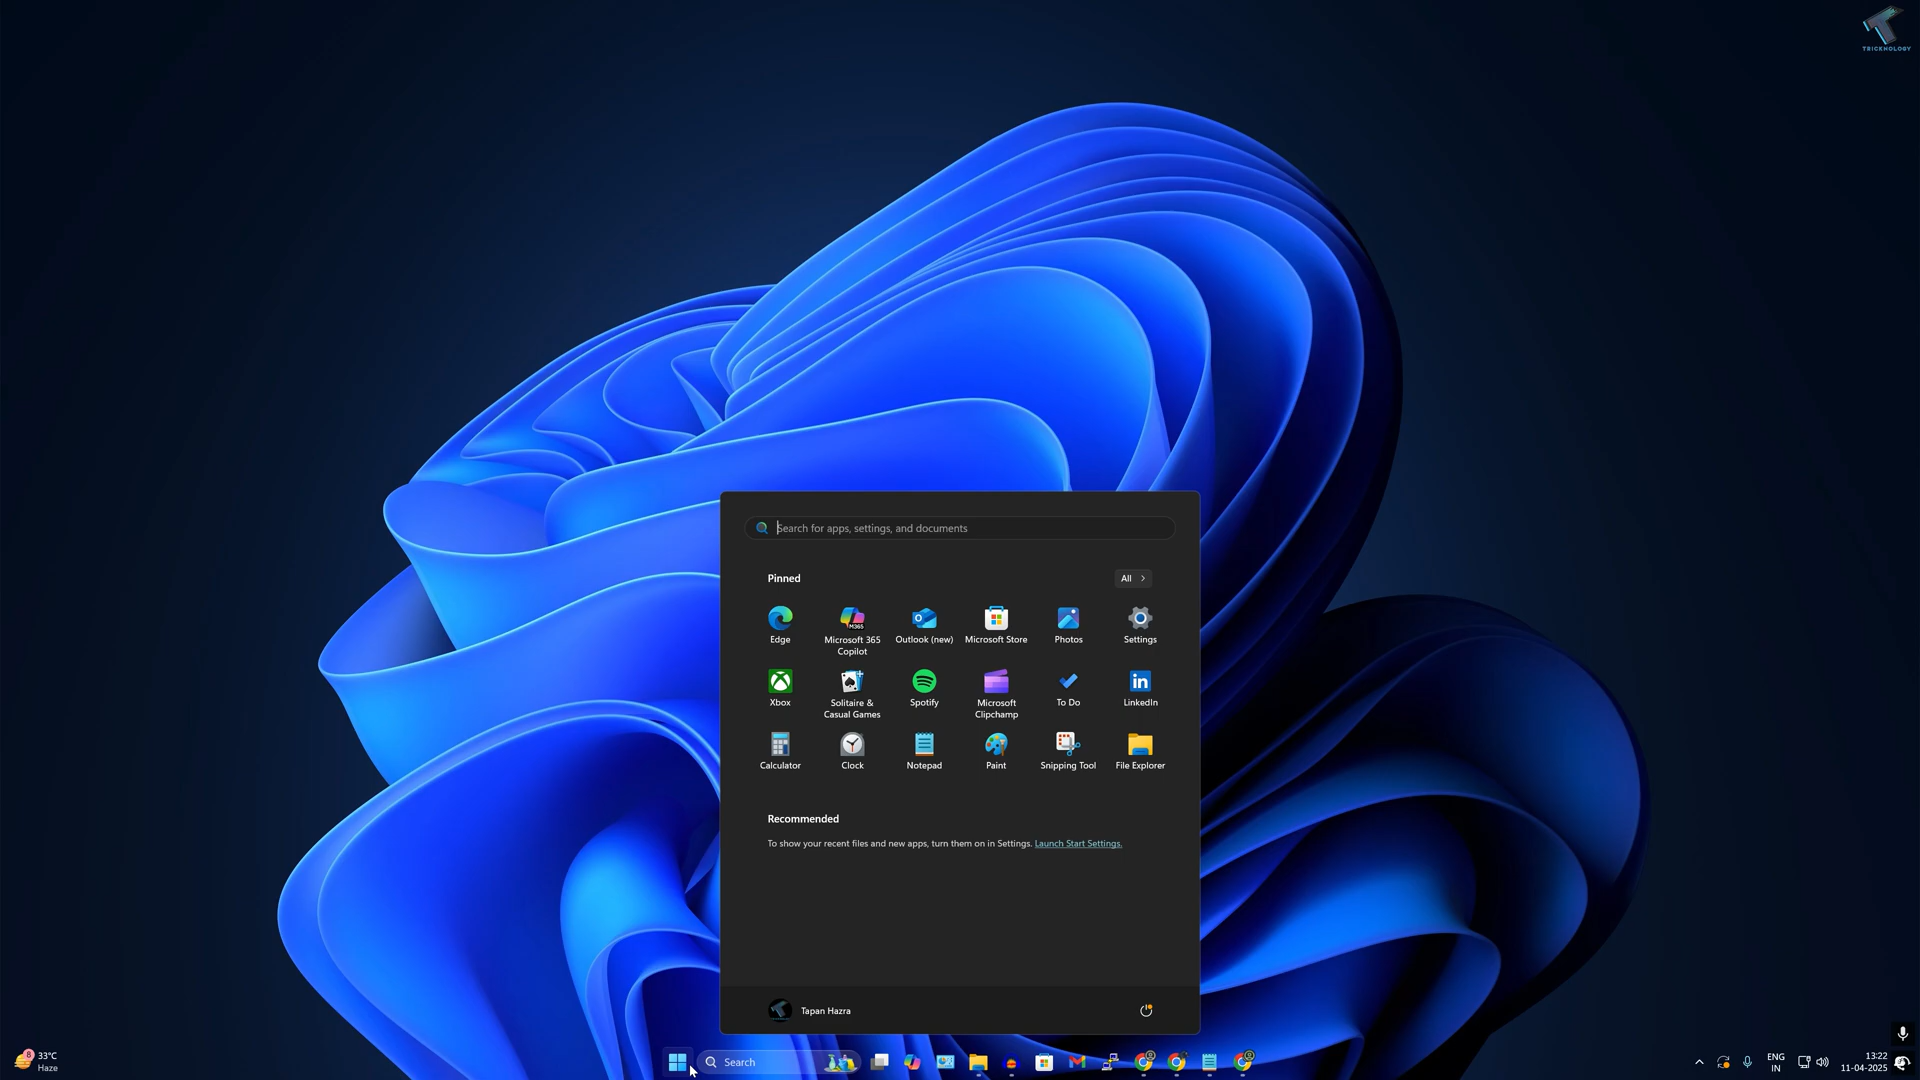 TRICKNOLOGY
Search for apps, settings, and documents
Pinned
All
Edge
Microsoft 365
Copilot
Outlook (new)
Microsoft Store
Photos
Settings
Xbox
Solitaire &
Casual Games
Spotify
Microsoft
Clipchamp
To Do
LinkedIn
Calculator
Clock
Notepad
Paint
Snipping Tool
File Explorer
Recommended
To show your recent files and new apps, turn them on in Settings. Launch Start Settings.
Tapan Hazra
8
33°C
Haze
Search
ENG
IN
13:22
11-04-2025